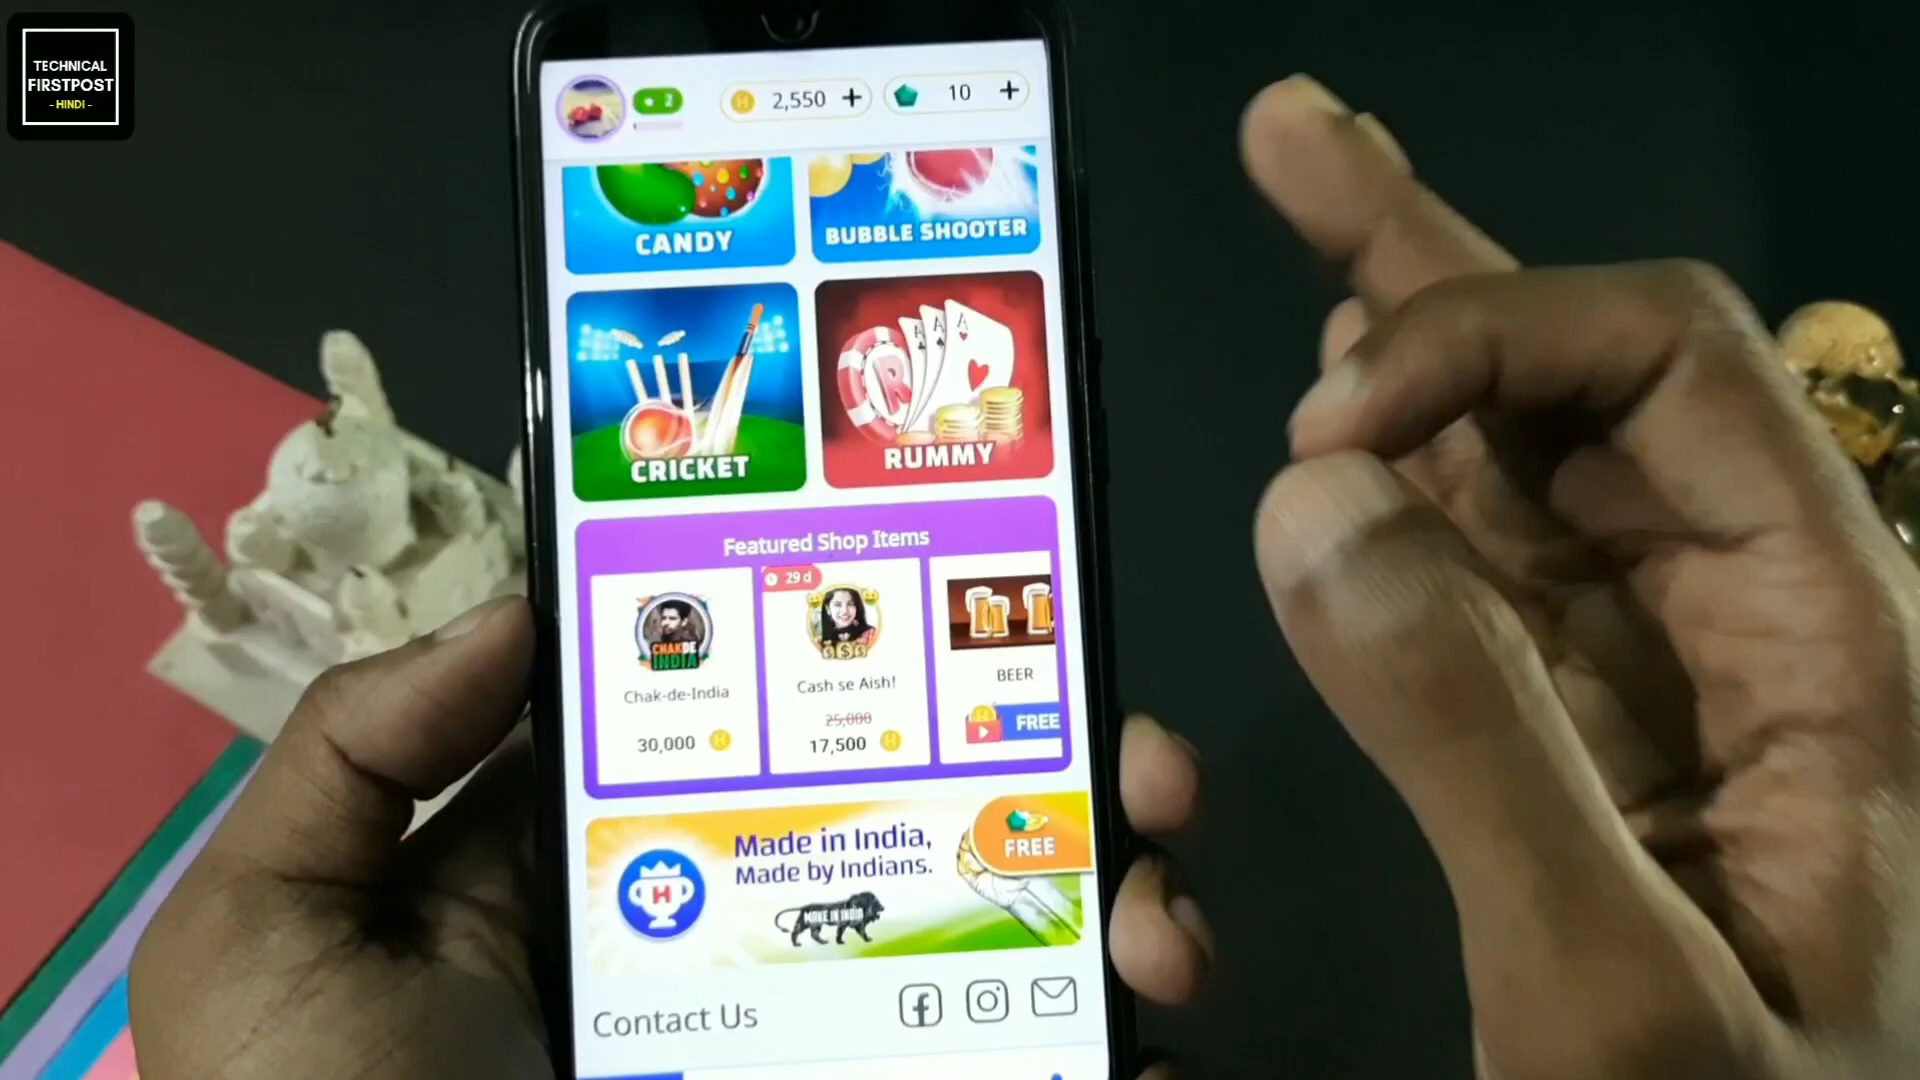 TECHNICAL
FIRSTPOST
- HINDI -
2
2,550 +
10 +
CANDY
BUBBLE SHOOTER
CRICKET
A A A
R
RUMMY
Featured Shop Items
29 d
CHAK DE
INDIA
Chak-de-India
30,000 H
$ $ $
Cash se Aish!
25,000
17,500 H
BEER
FREE
H
Made in India,
Made by Indians.
MAKE IN INDIA
FREE
Contact Us